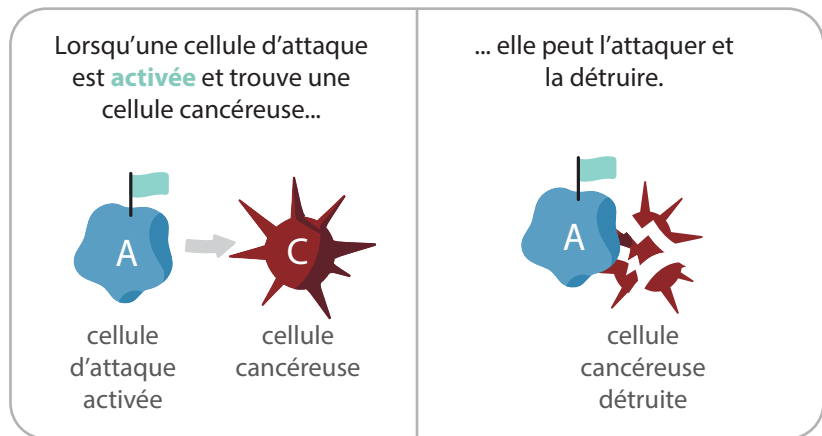 Lorsqu'une cellule d'attaque
est activée et trouve une
cellule cancéreuse...
A
C
cellule
d'attaque
activée
cellule
cancéreuse
... elle peut l'attaquer et
la détruire.
A
cellule
cancéreuse
détruite